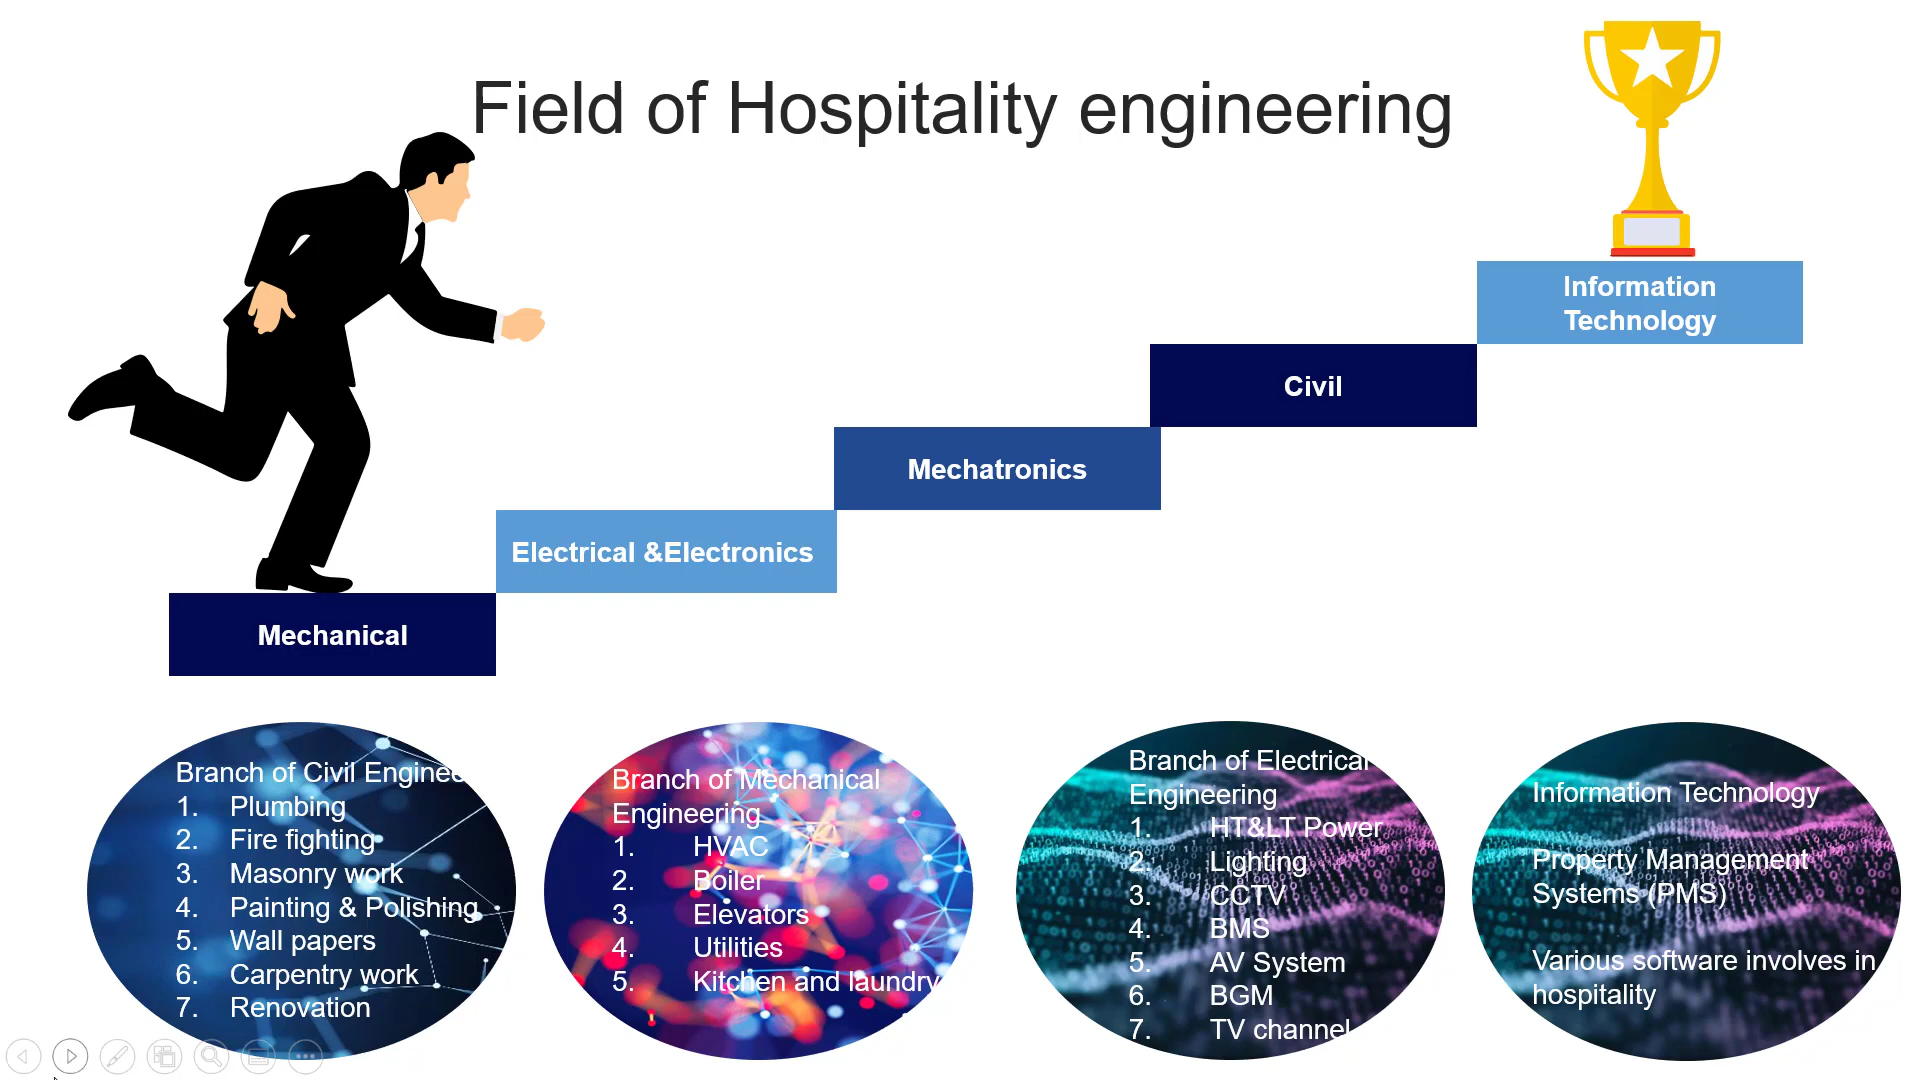 Field of Hospitality engineering
Information
Technology
Civil
Mechatronics
Electrical &Electronics
Mechanical
Branch of Civil Enginee
1. Plumbing
2. Fire fighting
3. Masonry work
4. Painting & Polishing
5. Wall papers
6. Carpentry work
7. Renovation
Branch of Mechanical
Engineering
1. HVAC
2. Boiler
3. Elevators
4. Utilities
5. Kitchen and laundry
Branch of Electrical
Engineering
1. HT&LT Power
2. Lighting
3. CCTV
4. BMS
5. AV System
6. BGM
7. TV channel
Information Technology
Property Management
Systems (PMS)
Various software involves in
hospitality